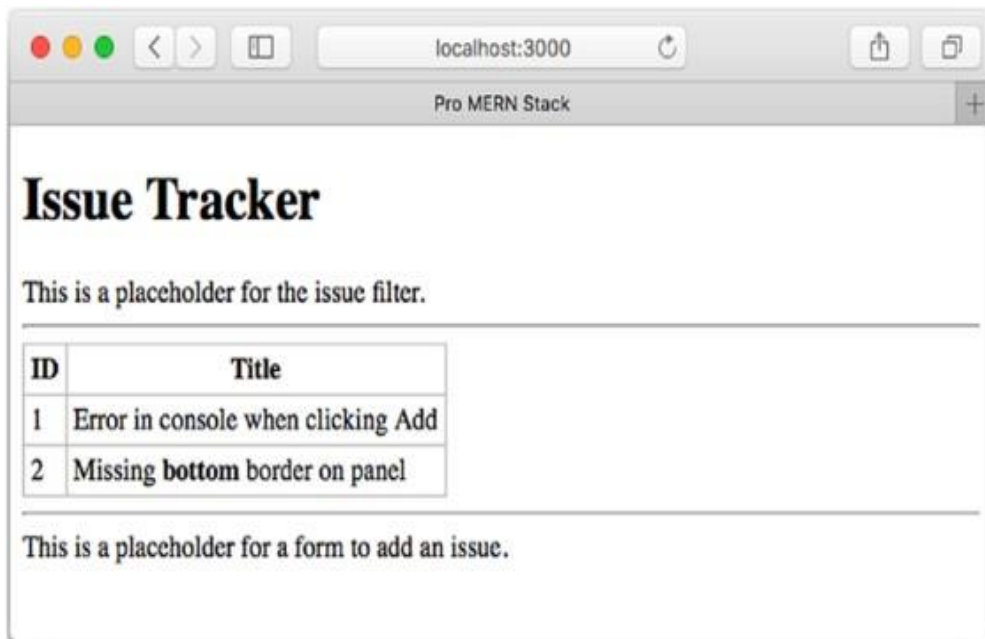 localhost:3000
Pro MERN Stack
Issue Tracker
This is a placeholder for the issue filter.
ID Title
1 Error in console when clicking Add
2 Missing bottom border on panel
This is a placeholder for a form to add an issue.